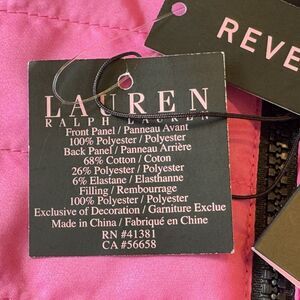 REVE
LAUREN
RALPH LAUREN
Front Panel / Panneau Avant
100% Polyester / Polyester
Back Panel / Panneau Arrière
68% Cotton / Coton
26% Polyester / Polyester
6% Elastane / Elasthanne
Filling / Rembourrage
100% Polyester / Polyester
Exclusive of Decoration / Garniture Exclue
Made in China / Fabriqué en Chine
RN #41381
CA #56658